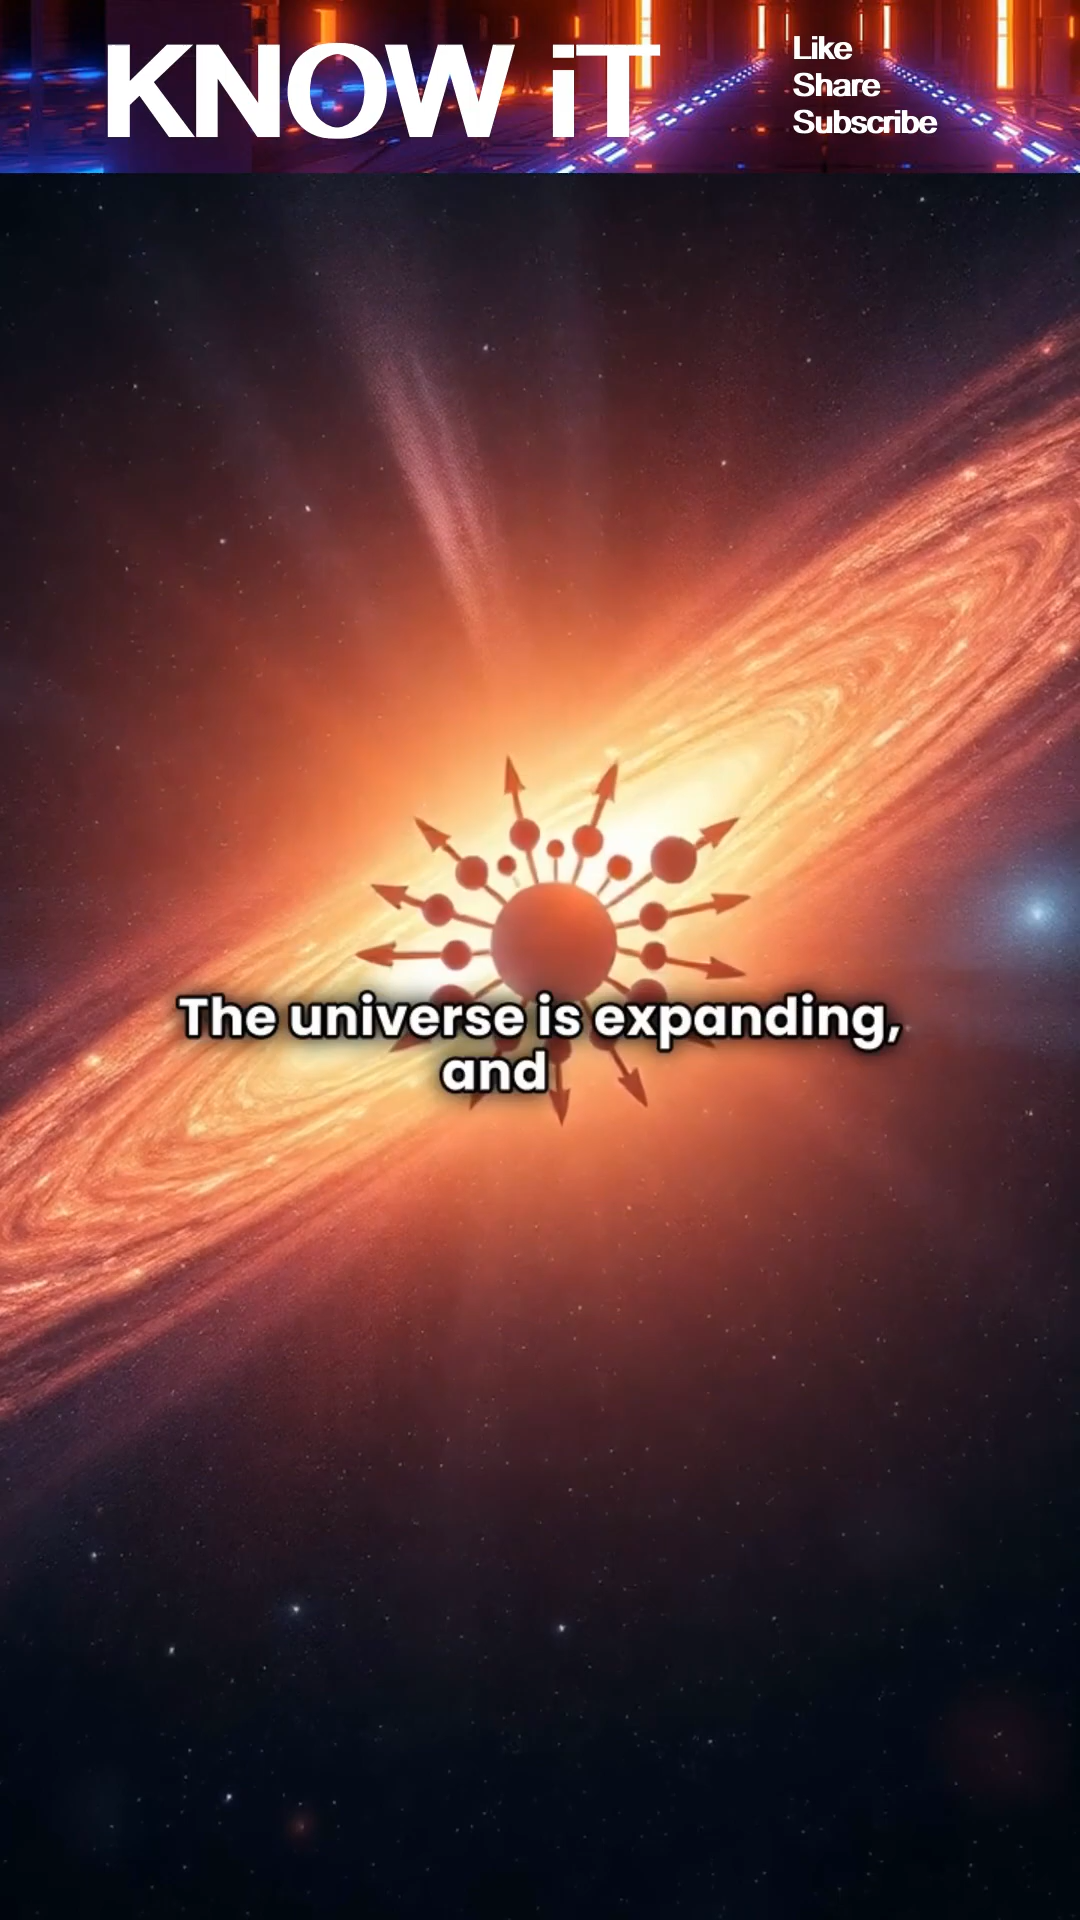 KNOW iT
Like
Share
Subscribe
The universe is expanding,
and